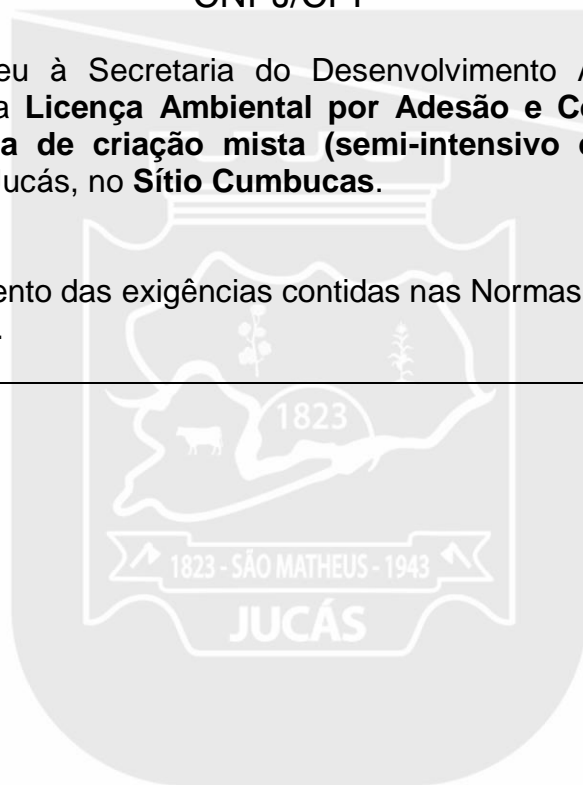 CNPJ/CPF
eu à Secretaria do Desenvolvimento A
a Licença Ambiental por Adesão e Co
a de criação mista (semi-intensivo e
ucás, no Sítio Cumbucas.
ento das exigências contidas nas Normas
.
1823
1823 - SÃO MATHEUS - 1943
JUCÁS